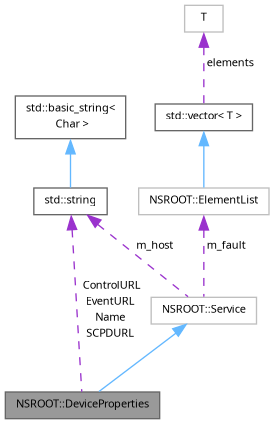 T
elements
std::basic_string<
Char >
std::vector< T >
std::string
NSROOT::ElementList
m_host
m_fault
ControlURL
EventURL
Name
SCPDURL
NSROOT::Service
NSROOT::DeviceProperties